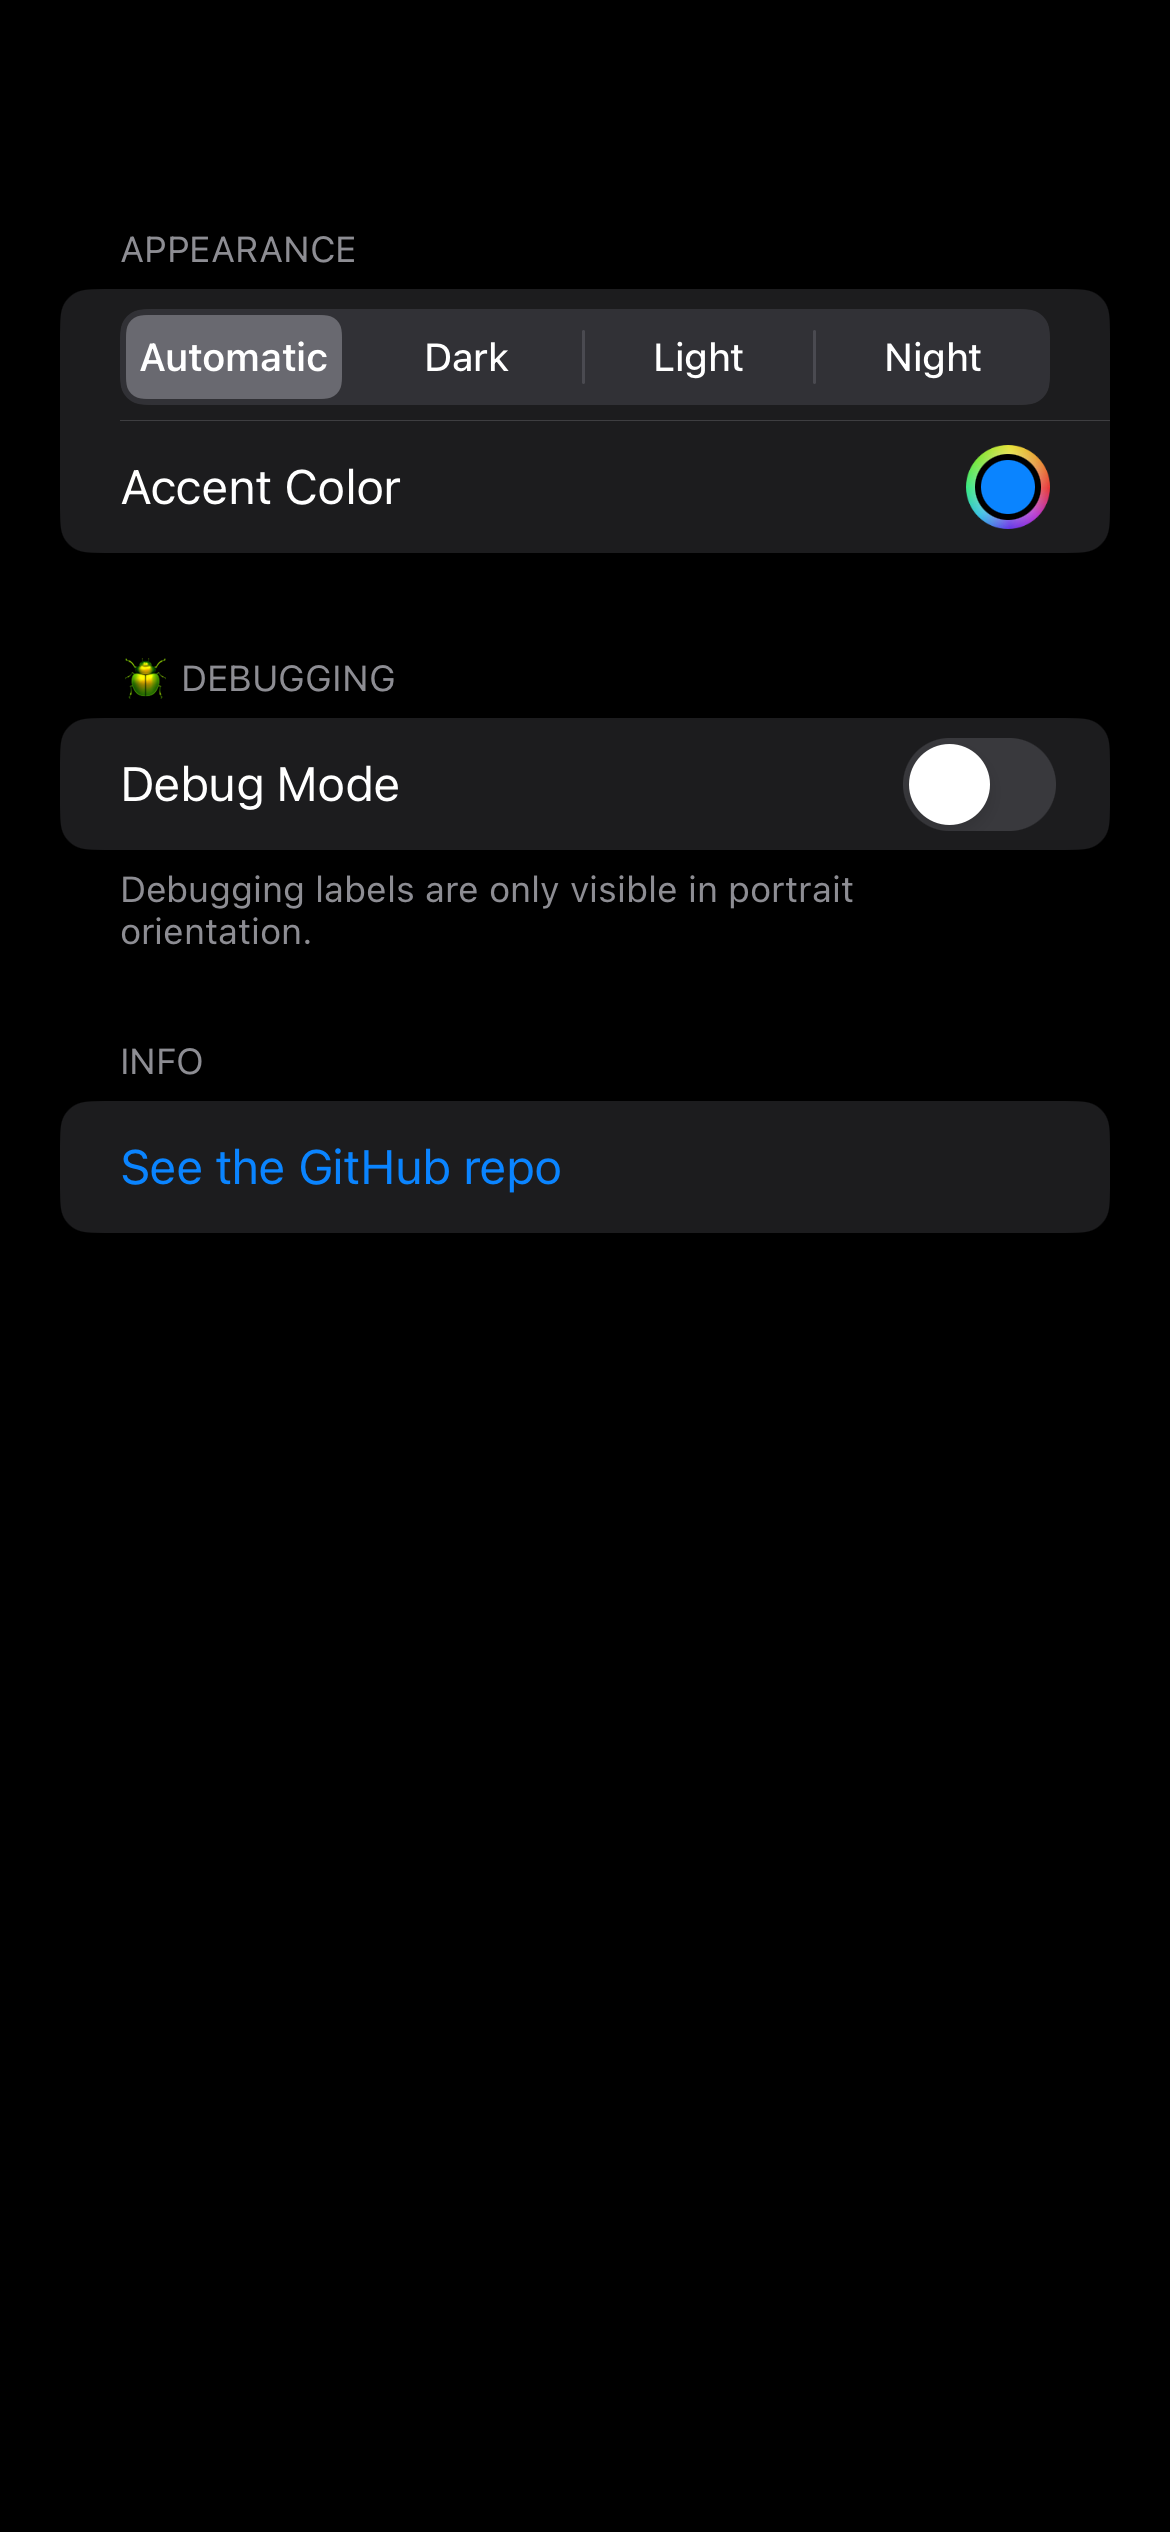 APPEARANCE
Automatic Dark Light Night
Accent Color
🪲 DEBUGGING
Debug Mode
Debugging labels are only visible in portrait
orientation.
INFO
See the GitHub repo